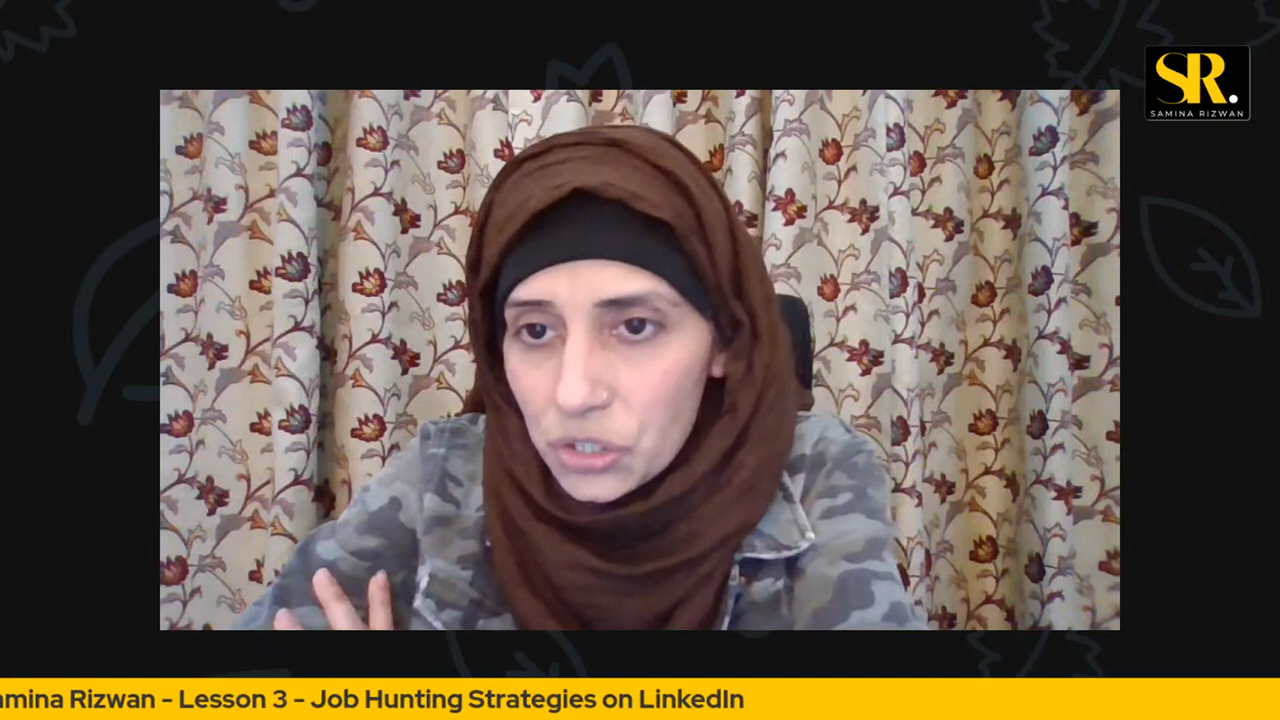 SR.
SAMINA RIZWAN
amina Rizwan - Lesson 3 - Job Hunting Strategies on LinkedIn